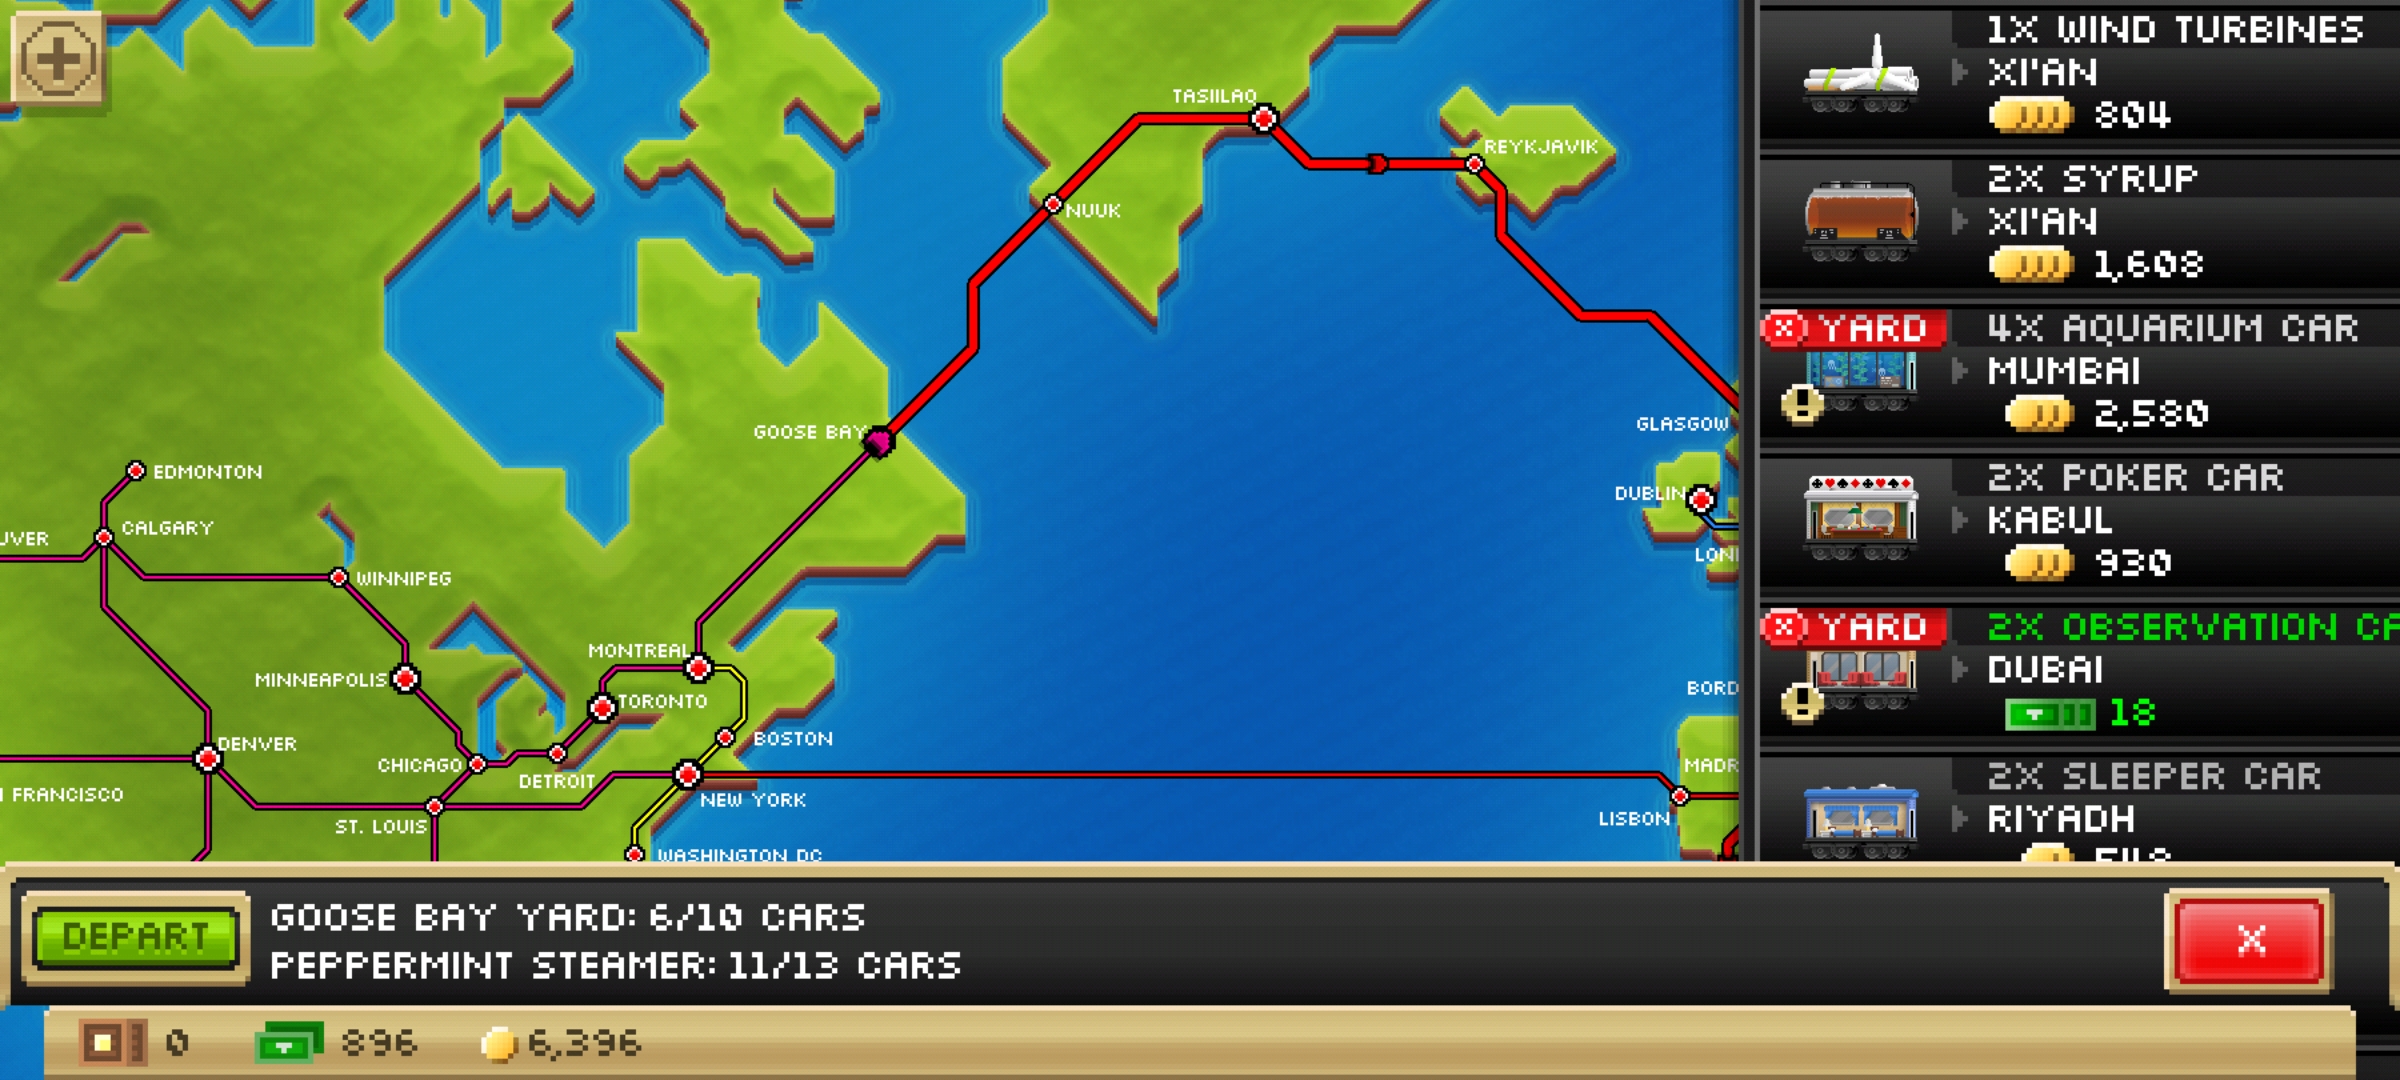 TASIILAQ
REYKJAVIK
NUUK
GOOSE BAY
GLASGOW
DUBLIN
EDMONTON
CALGARY
WINNIPEG
MONTREAL
MINNEAPOLIS
TORONTO
BOSTON
DENVER
CHICAGO
DETROIT
NEW YORK
FRANCISCO
ST. LOUIS
LISBON
WASHINGTON DC
1X WIND TURBINES
XI'AN
804
2X SYRUP
XI'AN
1,608
YARD
4X AQUARIUM CAR
MUMBAI
2,580
2X POKER CAR
KABUL
930
YARD
2X OBSERVATION
DUBAI
18
2X SLEEPER CAR
RIYADH
DEPART
GOOSE BAY YARD: 6/10 CARS
PEPPERMINT STEAMER: 11/13 CARS
X
0
896
6,396